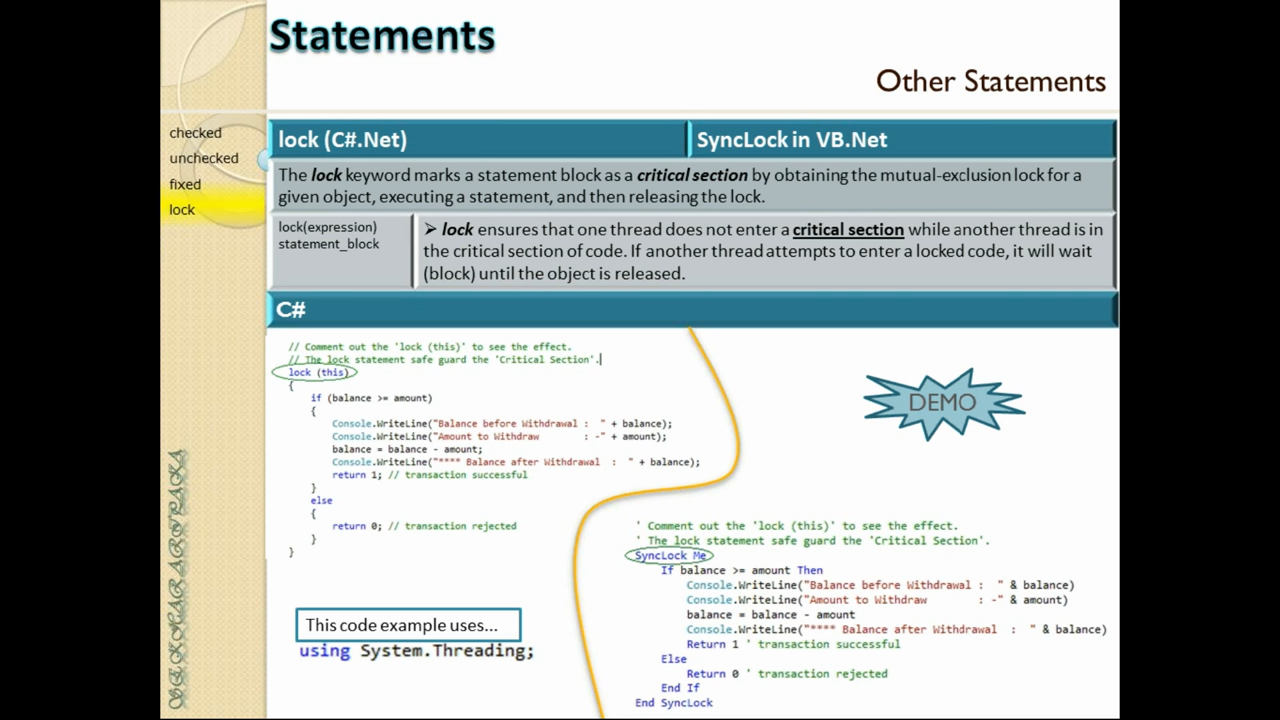 Statements
Other Statements
checked
unchecked
fixed
lock
lock (C#.Net)
SyncLock in VB.Net
The lock keyword marks a statement block as a critical section by obtaining the mutual-exclusion lock for a
given object, executing a statement, and then releasing the lock.
lock(expression)
statement_block
➢ lock ensures that one thread does not enter a critical section while another thread is in
the critical section of code. If another thread attempts to enter a locked code, it will wait
(block) until the object is released.
C#
// Comment out the 'lock (this)' to see the effect.
// The lock statement safe guard the 'Critical Section'.
lock (this)
{
if (balance >= amount)
{
Console.WriteLine("Balance before Withdrawal :  " + balance);
Console.WriteLine("Amount to Withdraw        : -" + amount);
balance = balance - amount;
Console.WriteLine("**** Balance after Withdrawal  :  " + balance);
return 1; // transaction successful
}
else
{
return 0; // transaction rejected
}
}
DEMO
This code example uses...
using System.Threading;
' Comment out the 'lock (this)' to see the effect.
' The lock statement safe guard the 'Critical Section'.
SyncLock Me
If balance >= amount Then
Console.WriteLine("Balance before Withdrawal :  " & balance)
Console.WriteLine("Amount to Withdraw        : -" & amount)
balance = balance - amount
Console.WriteLine("**** Balance after Withdrawal  :  " & balance)
Return 1 ' transaction successful
Else
Return 0 ' transaction rejected
End If
End SyncLock